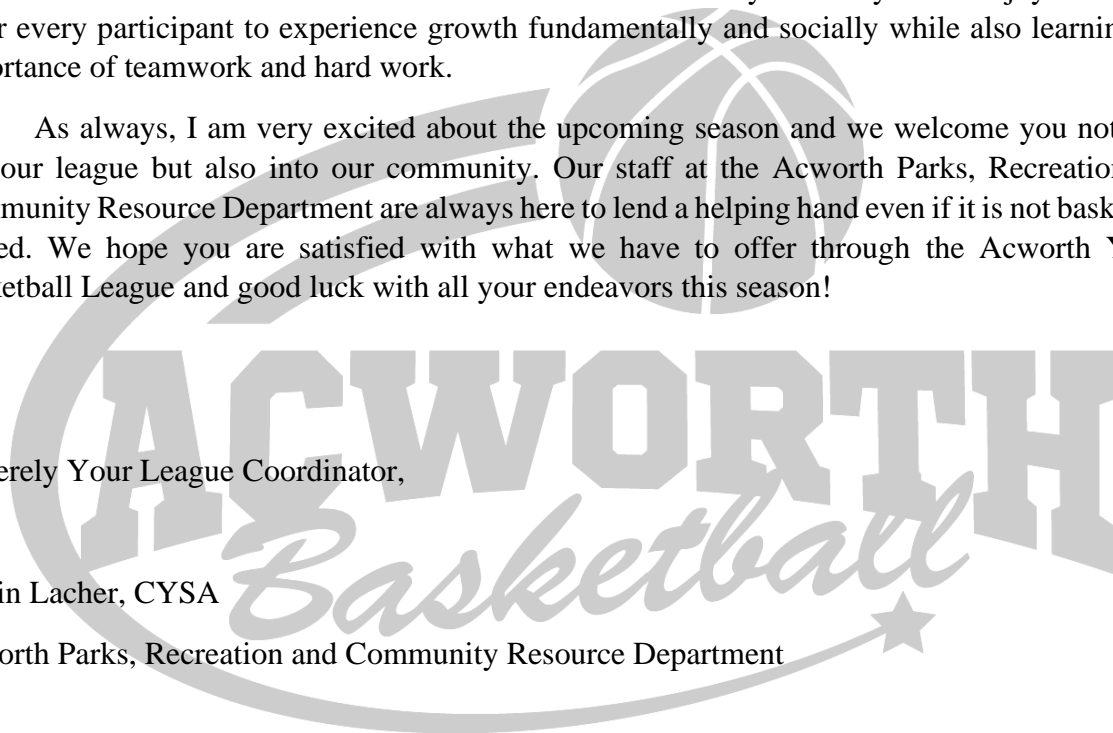 r every participant to experience growth fundamentally and socially while also learnin
ortance of teamwork and hard work.
As always, I am very excited about the upcoming season and we welcome you not
our league but also into our community. Our staff at the Acworth Parks, Recreation
munity Resource Department are always here to lend a helping hand even if it is not bask
ed. We hope you are satisfied with what we have to offer through the Acworth Y
ketball League and good luck with all your endeavors this season!
ACWORTH
erely Your League Coordinator,
Basketball
in Lacher, CYSA
orth Parks, Recreation and Community Resource Department